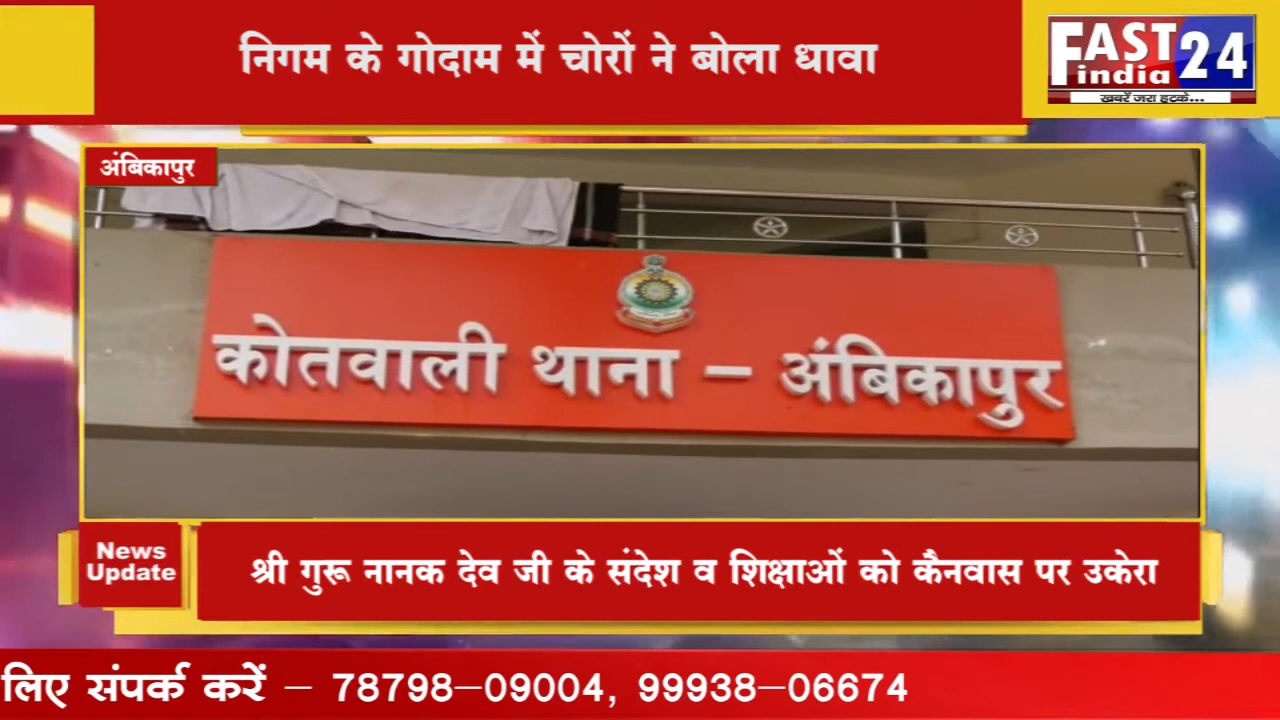 निगम के गोदाम में चोरों ने बोला धावा
FAST
india 24
खबरें जरा हटके...
अंबिकापुर
कोतवाली थाना – अंबिकापुर
News
Update
श्री गुरू नानक देव जी के संदेश व शिक्षाओं को कैनवास पर उकेरा
लिए संपर्क करें – 78798–09004, 99938–06674